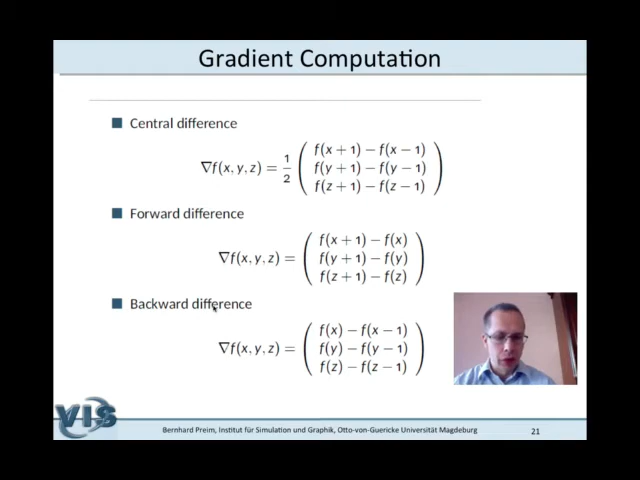 Gradient Computation
Central difference
∇f(x, y, z) = 1/2 ( f(x + 1) − f(x − 1)
f(y + 1) − f(y − 1)
f(z + 1) − f(z − 1) )
Forward difference
∇f(x, y, z) = ( f(x + 1) − f(x)
f(y + 1) − f(y)
f(z + 1) − f(z) )
Backward difference
∇f(x, y, z) = ( f(x) − f(x − 1)
f(y) − f(y − 1)
f(z) − f(z − 1) )
VIS
Bernhard Preim, Institut für Simulation und Graphik, Otto-von-Guericke Universität Magdeburg
21